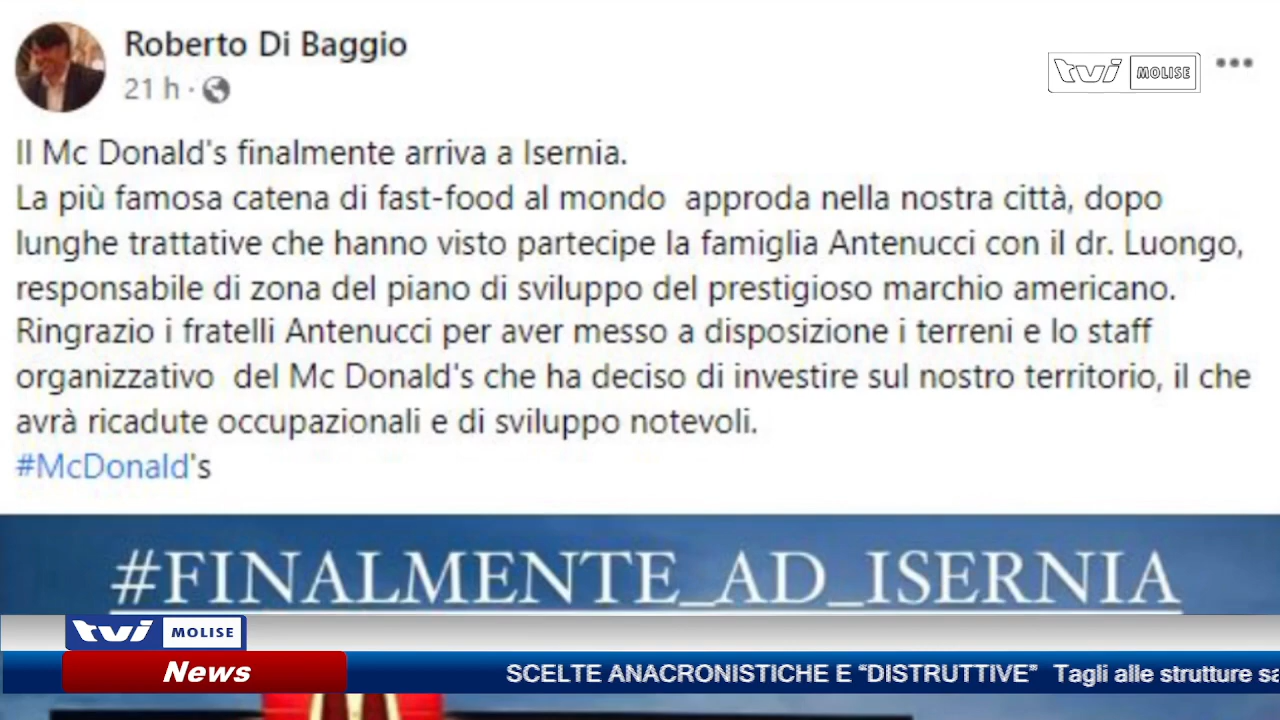 Roberto Di Baggio
21 h ·
tvi MOLISE
Il Mc Donald's finalmente arriva a Isernia.
La più famosa catena di fast-food al mondo approda nella nostra città, dopo
lunghe trattative che hanno visto partecipe la famiglia Antenucci con il dr. Luongo,
responsabile di zona del piano di sviluppo del prestigioso marchio americano.
Ringrazio i fratelli Antenucci per aver messo a disposizione i terreni e lo staff
organizzativo del Mc Donald's che ha deciso di investire sul nostro territorio, il che
avrà ricadute occupazionali e di sviluppo notevoli.
#McDonald's
#FINALMENTE_AD_ISERNIA
tvi MOLISE
News
SCELTE ANACRONISTICHE E “DISTRUTTIVE” Tagli alle strutture sa